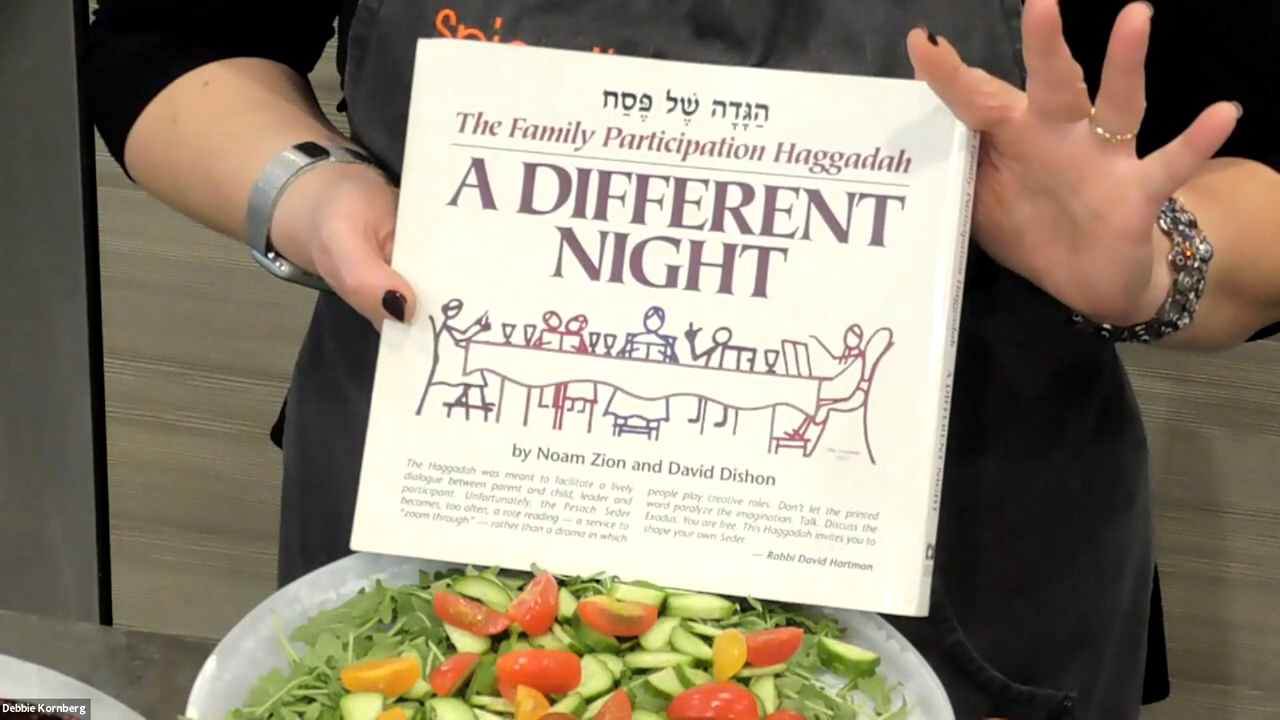 הַגָּדָה שֶׁל פֶּסַח
The Family Participation Haggadah
A DIFFERENT
NIGHT
by Noam Zion and David Dishon
The Haggadah was meant to facilitate a lively
dialogue between parent and child, leader and
participant. Unfortunately, the Pesach Seder
becomes, too often, a rote reading — a service to
"zoom through" — rather than a drama in which
people play creative roles. Don't let the printed
word paralyze the imagination. Talk. Discuss the
Exodus. You are free. This Haggadah invites you to
shape your own Seder.
— Rabbi David Hartman
A DIFFERENT NIGHT
Debbie Kornberg